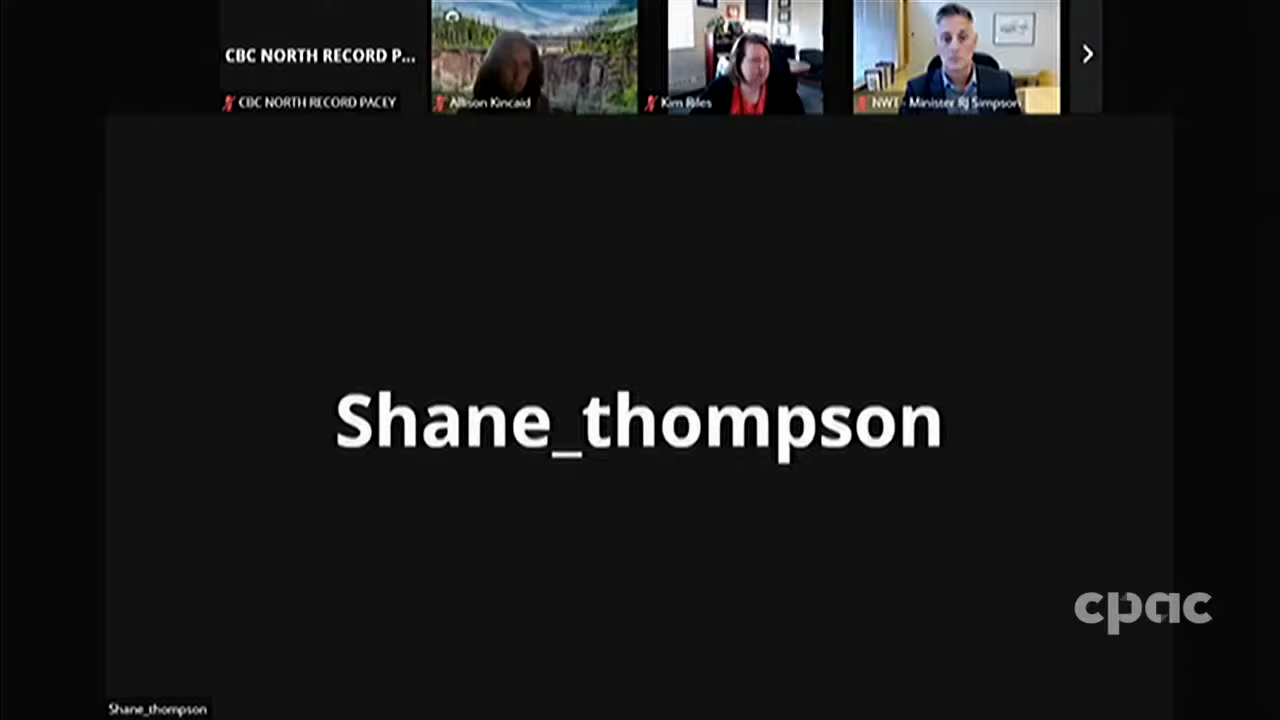 CBC NORTH RECORD P...
CBC NORTH RECORD PACEY
Allison Kincaid
Kim Riles
NWT - Minister RJ Simpson
Shane_thompson
cpac
Shane_thompson